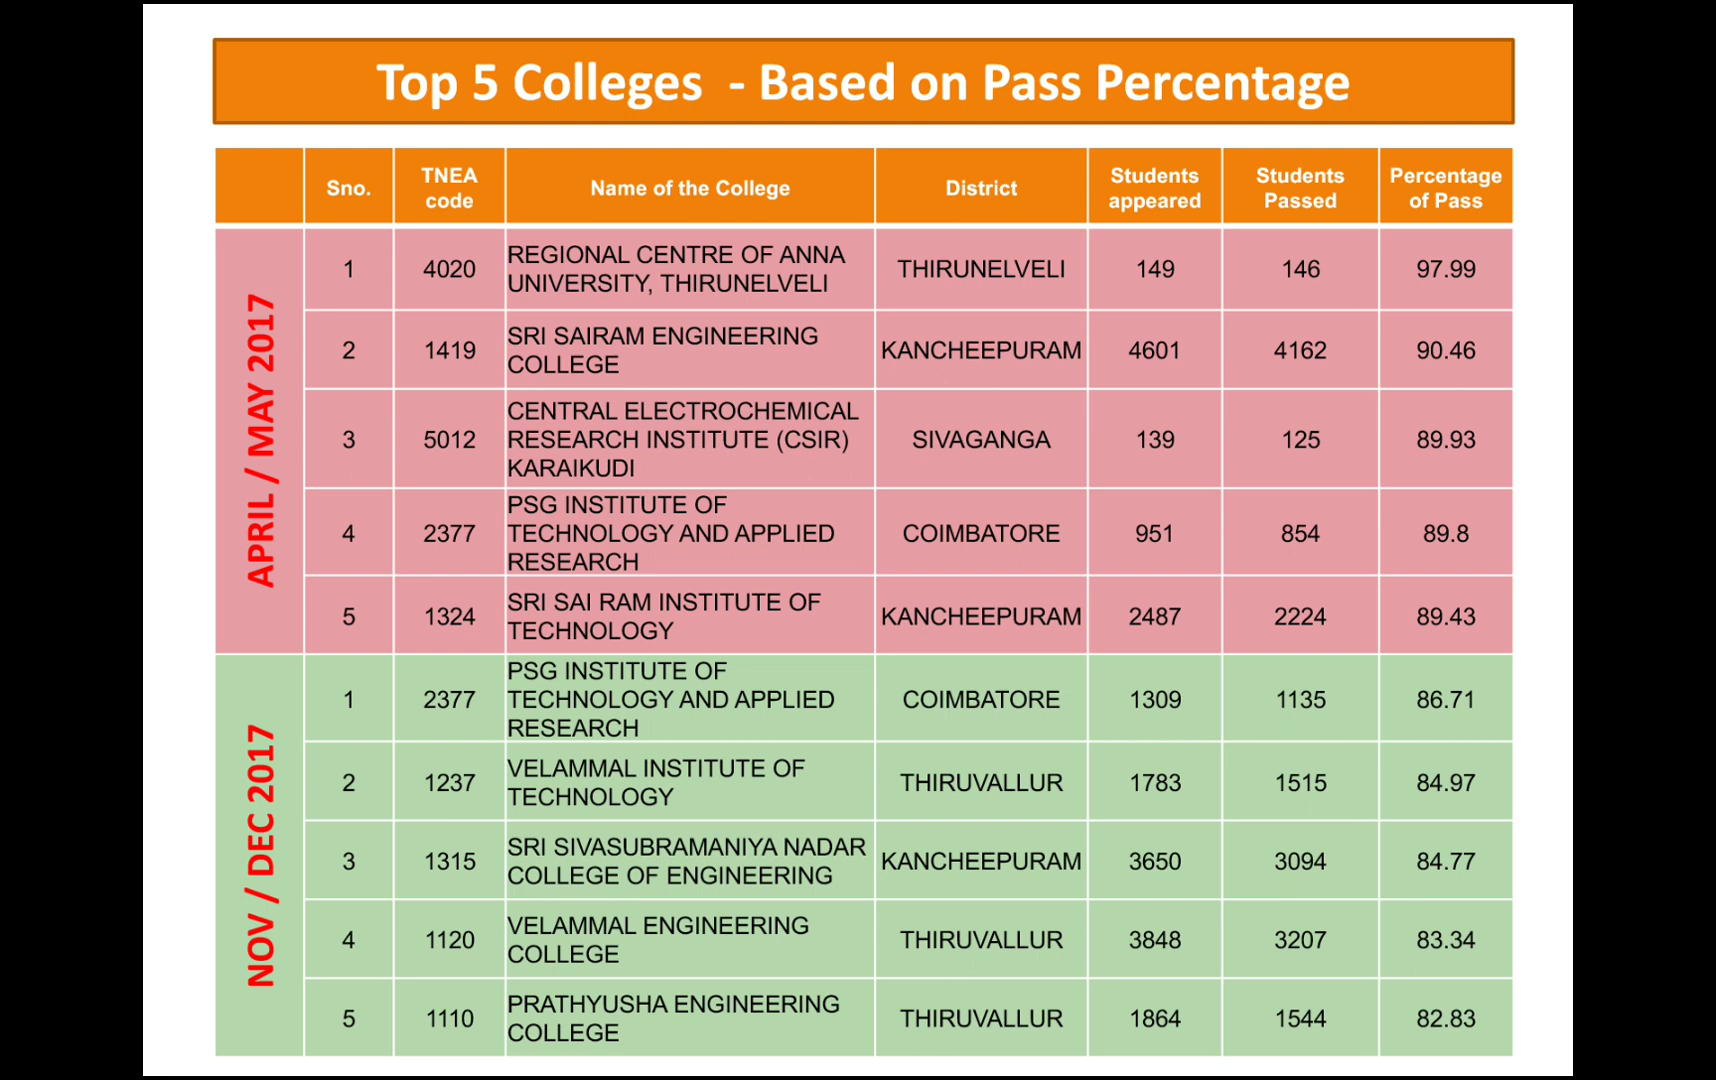 Top 5 Colleges - Based on Pass Percentage
Sno.
TNEA
code
Name of the College
District
Students
appeared
Students
Passed
Percentage
of Pass
APRIL / MAY 2017
1
4020
REGIONAL CENTRE OF ANNA
UNIVERSITY, THIRUNELVELI
THIRUNELVELI
149
146
97.99
2
1419
SRI SAIRAM ENGINEERING
COLLEGE
KANCHEEPURAM
4601
4162
90.46
3
5012
CENTRAL ELECTROCHEMICAL
RESEARCH INSTITUTE (CSIR)
KARAIKUDI
SIVAGANGA
139
125
89.93
4
2377
PSG INSTITUTE OF
TECHNOLOGY AND APPLIED
RESEARCH
COIMBATORE
951
854
89.8
5
1324
SRI SAI RAM INSTITUTE OF
TECHNOLOGY
KANCHEEPURAM
2487
2224
89.43
NOV / DEC 2017
1
2377
PSG INSTITUTE OF
TECHNOLOGY AND APPLIED
RESEARCH
COIMBATORE
1309
1135
86.71
2
1237
VELAMMAL INSTITUTE OF
TECHNOLOGY
THIRUVALLUR
1783
1515
84.97
3
1315
SRI SIVASUBRAMANIYA NADAR
COLLEGE OF ENGINEERING
KANCHEEPURAM
3650
3094
84.77
4
1120
VELAMMAL ENGINEERING
COLLEGE
THIRUVALLUR
3848
3207
83.34
5
1110
PRATHYUSHA ENGINEERING
COLLEGE
THIRUVALLUR
1864
1544
82.83